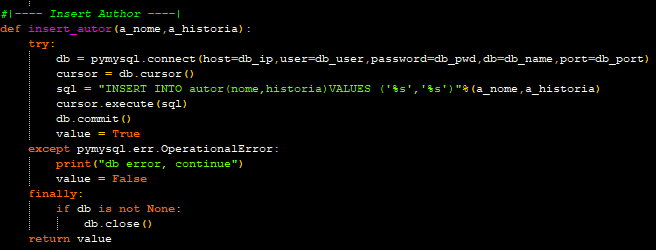 #|---- Insert Author ----|
def insert_autor(a_nome,a_historia):
    try:
        db = pymysql.connect(host=db_ip,user=db_user,password=db_pwd,db=db_name,port=db_port)
        cursor = db.cursor()
        sql = "INSERT INTO autor(nome,historia)VALUES ('%s','%s')"%(a_nome,a_historia)
        cursor.execute(sql)
        db.commit()
        value = True
    except pymysql.err.OperationalError:
        print("db error, continue")
        value = False
    finally:
        if db is not None:
            db.close()
    return value